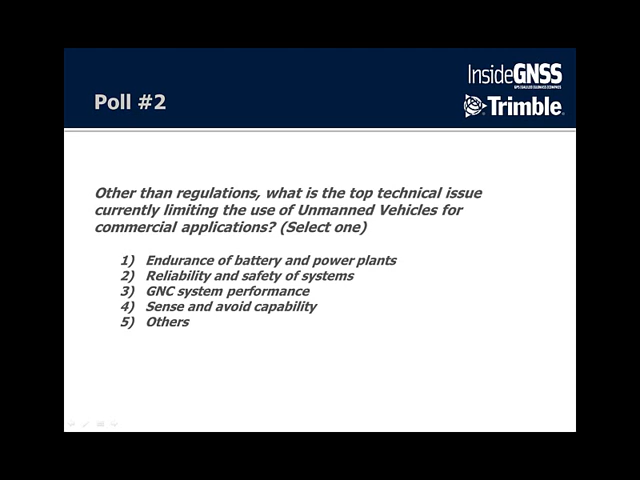 InsideGNSS
Poll #2
Trimble
Other than regulations, what is the top technical issue
currently limiting the use of Unmanned Vehicles for
commercial applications? (Select one)
1) Endurance of battery and power plants
2) Reliability and safety of systems
3) GNC system performance
4) Sense and avoid capability
5) Others